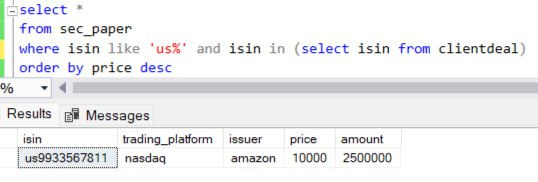 select *
from sec_paper
where isin like 'us%' and isin in (select isin from clientdeal)
order by price desc
%
Results Messages
isin trading_platform issuer price amount
us9933567811 nasdaq amazon 10000 2500000